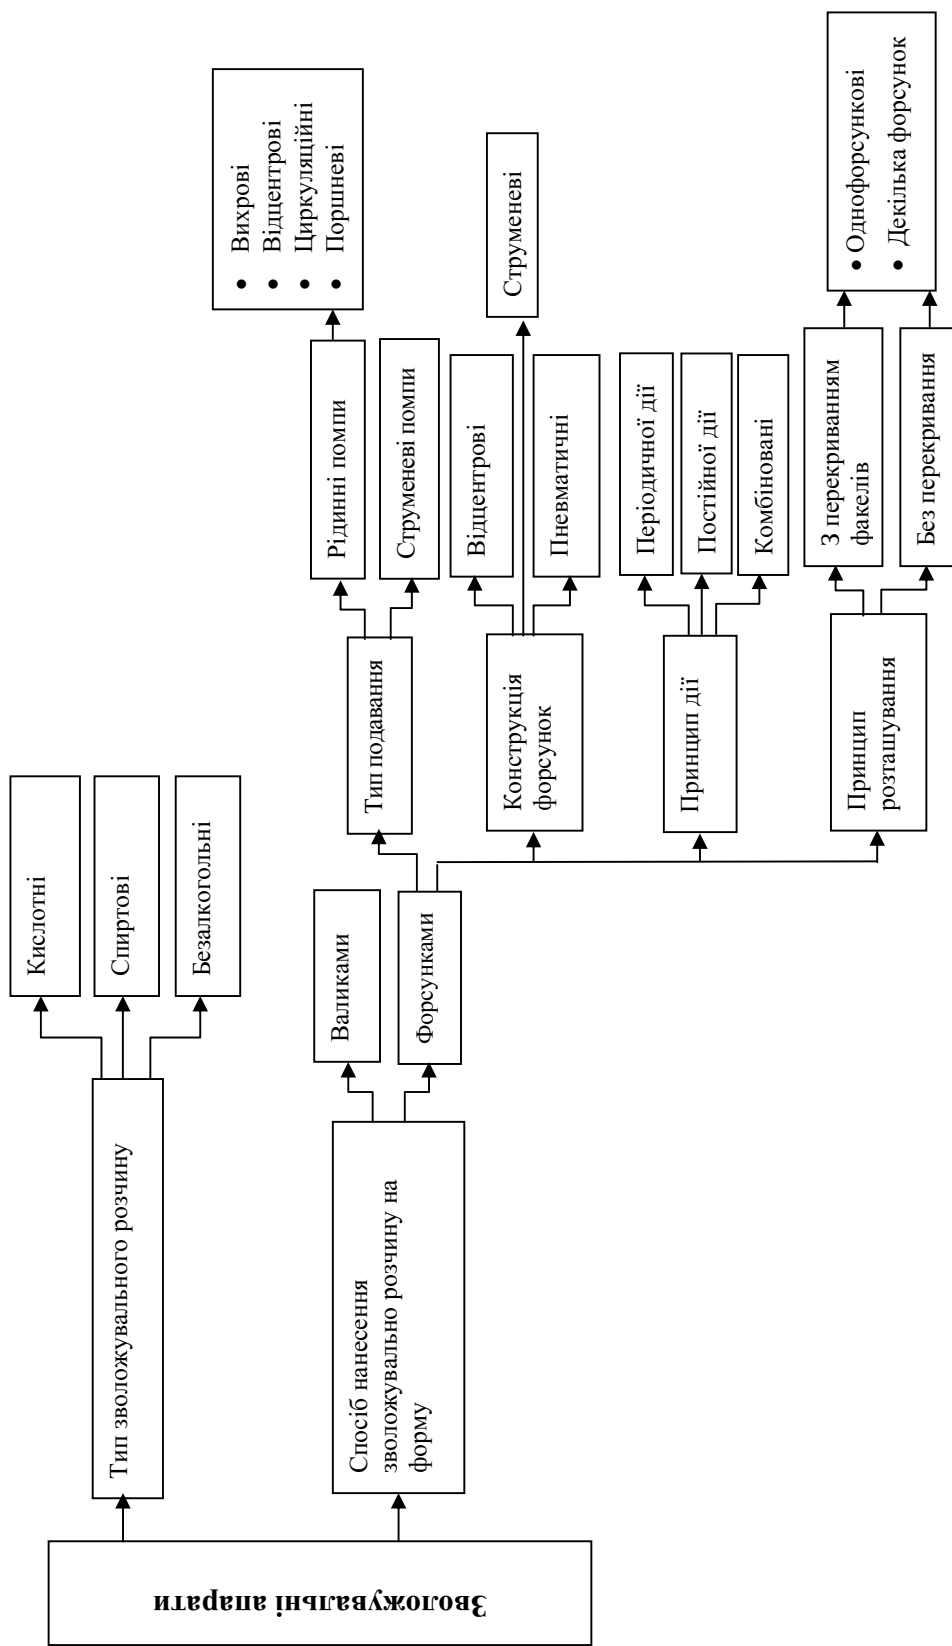 Зволожувальні апарати
Тип зволожувального розчину
Кислотні
Спиртові
Безалкогольні
Спосіб нанесення
зволожувально розчину на
форму
Валиками
Форсунками
Тип подавання
Рідинні помпи
Вихрові
Відцентрові
Циркуляційні
Поршневі
Струменеві помпи
Конструкція
форсунок
Відцентрові
Струменеві
Пневматичні
Принцип дії
Періодичної дії
Постійної дії
Комбіновані
Принцип
розташування
З перекриванням
факелів
Без перекривання
Однофорсункові
Декілька форсунок